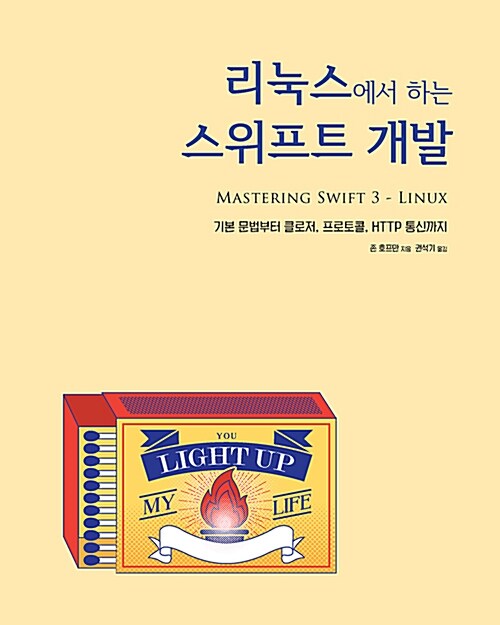 리눅스에서 하는
스위프트 개발
MASTERING SWIFT 3 - LINUX
기본 문법부터 클로저, 프로토콜, HTTP 통신까지
존 호프만 지음 권석기 옮김
YOU
LIGHT UP
MY LIFE